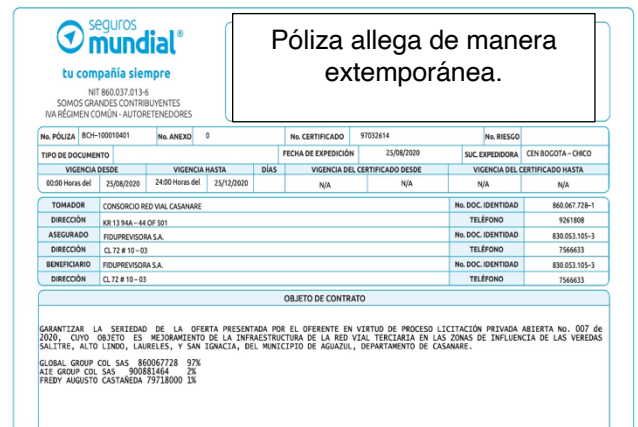 seguros
mundial®
tu compañía siempre
NIT 860.037.013-6
SOMOS GRANDES CONTRIBUYENTES
IVA RÉGIMEN COMÚN - AUTORETENEDORES
Póliza allega de manera
extemporánea.
No. PÓLIZA BCH-100010401 No. ANEXO 0 No. CERTIFICADO 97032614 No. RIESGO
TIPO DE DOCUMENTO FECHA DE EXPEDICIÓN 25/08/2020 SUC. EXPEDIDORA CEN BOGOTA - CHICO
VIGENCIA DESDE VIGENCIA HASTA DÍAS VIGENCIA DEL CERTIFICADO DESDE VIGENCIA DEL CERTIFICADO HASTA
00:00 Horas del 25/08/2020 24:00 Horas del 25/12/2020 N/A N/A N/A N/A
TOMADOR CONSORCIO RED VIAL CASANARE No. DOC. IDENTIDAD 860.067.728-1
DIRECCIÓN KR 13 94A - 44 OF 501 TELÉFONO 9261808
ASEGURADO FIDUPREVISORA S.A. No. DOC. IDENTIDAD 830.053.105-3
DIRECCIÓN CL 72 # 10 - 03 TELÉFONO 7566633
BENEFICIARIO FIDUPREVISORA S.A. No. DOC. IDENTIDAD 830.053.105-3
DIRECCIÓN CL 72 # 10 - 03 TELÉFONO 7566633
OBJETO DE CONTRATO
GARANTIZAR LA SERIEDAD DE LA OFERTA PRESENTADA POR EL OFERENTE EN VIRTUD DE PROCESO LICITACIÓN PRIVADA ABIERTA No. 007 de
2020, CUYO OBJETO ES MEJORAMIENTO DE LA INFRAESTRUCTURA DE LA RED VIAL TERCIARIA EN LAS ZONAS DE INFLUENCIA DE LAS VEREDAS
SALITRE, ALTO LINDO, LAURELES, Y SAN IGNACIA, DEL MUNICIPIO DE AGUAZUL, DEPARTAMENTO DE CASANARE.
GLOBAL GROUP COL SAS 860067728 97%
AIE GROUP COL SAS 900881464 2%
FREDY AUGUSTO CASTAÑEDA 79718000 1%